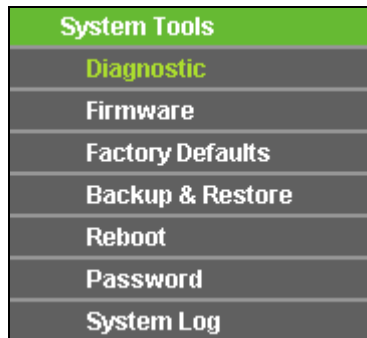 System Tools
Diagnostic
Firmware
Factory Defaults
Backup & Restore
Reboot
Password
System Log